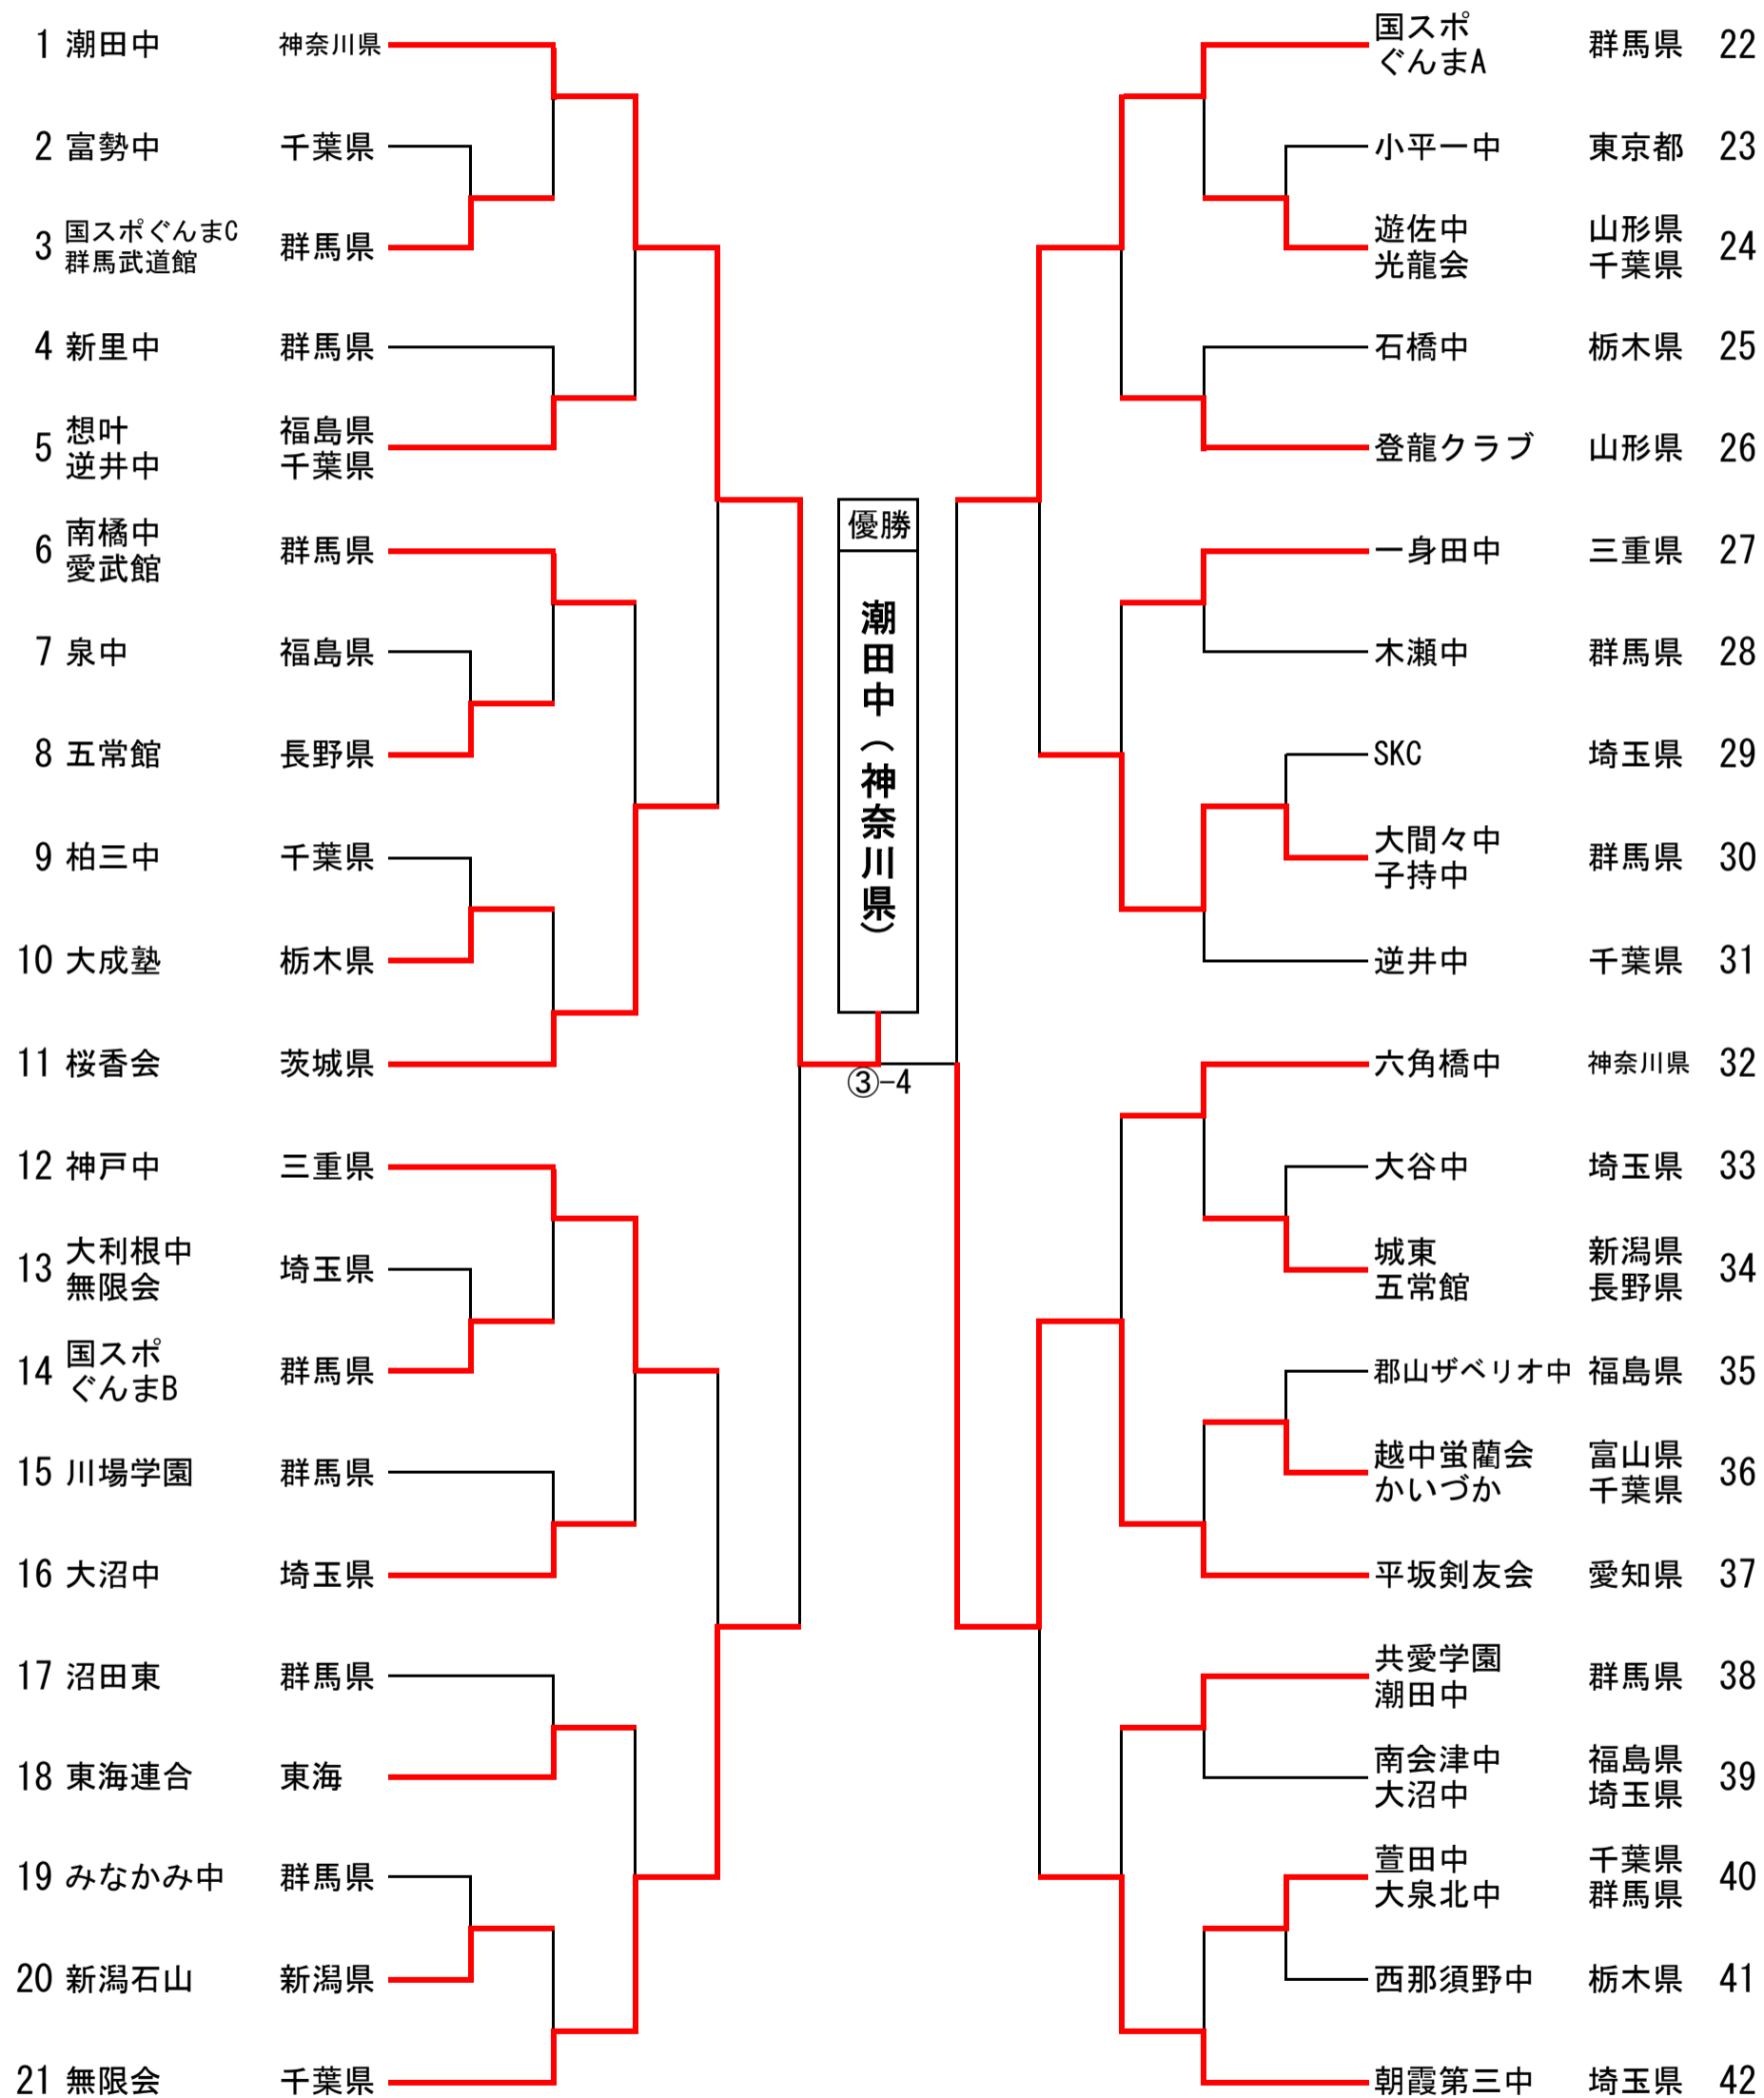 1 潮田中 神奈川県
2 富勢中 千葉県
3 国スポぐんまC 群馬武道館 群馬県
4 新里中 群馬県
5 想叶 逆井中 福島県 千葉県
6 南橘中 愛武館 群馬県
7 泉中 福島県
8 五常館 長野県
9 柏三中 千葉県
10 大成塾 栃木県
11 桜香会 茨城県
12 神戸中 三重県
13 大利根中 無限会 埼玉県
14 国スポ ぐんまB 群馬県
15 川場学園 群馬県
16 大沼中 埼玉県
17 沼田東 群馬県
18 東海連合 東海
19 みなかみ中 群馬県
20 新潟石山 新潟県
21 無限会 千葉県
優勝
潮田中（神奈川県）
③-4
国スポ ぐんまA 群馬県 22
小平一中 東京都 23
遊佐中 光龍会 山形県 千葉県 24
石橋中 栃木県 25
登龍クラブ 山形県 26
一身田中 三重県 27
木瀬中 群馬県 28
SKC 埼玉県 29
大間々中 子持中 群馬県 30
逆井中 千葉県 31
六角橋中 神奈川県 32
大谷中 埼玉県 33
城東 五常館 新潟県 長野県 34
郡山ザベリオ中 福島県 35
越中蛍藺会 かいづか 富山県 千葉県 36
平坂剣友会 愛知県 37
共愛学園 潮田中 群馬県 38
南会津中 大沼中 福島県 埼玉県 39
萱田中 大泉北中 千葉県 群馬県 40
西那須野中 栃木県 41
朝霞第三中 埼玉県 42